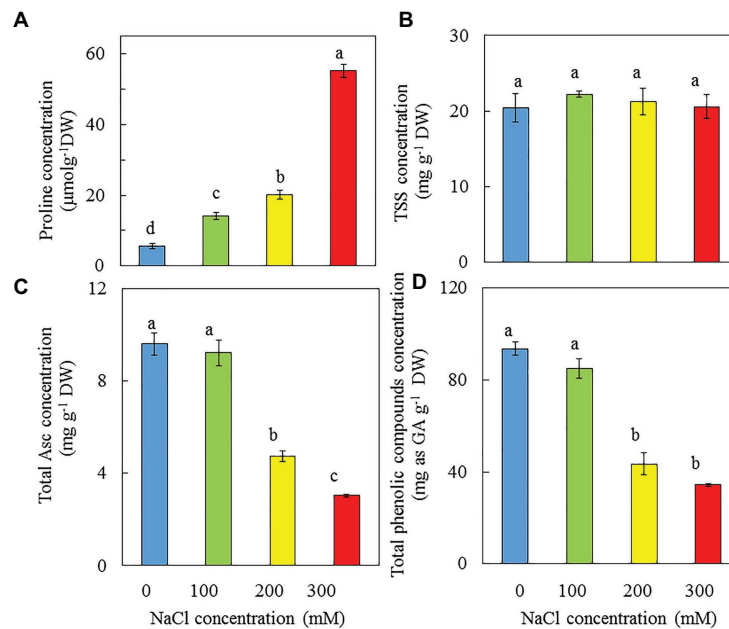 A
Proline concentration
(µmolg-1DW)
60
40
20
0
d
c
b
a
B
TSS concentration
(mg g-1 DW)
30
20
10
0
a
a
a
a
C
Total Asc concentration
(mg g-1 DW)
12
8
4
0
a
a
b
c
0 100 200 300
NaCl concentration (mM)
D
Total phenolic compounds concentration
(mg as GA g-1 DW)
120
80
40
0
a
a
b
b
0 100 200 300
NaCl concentration (mM)